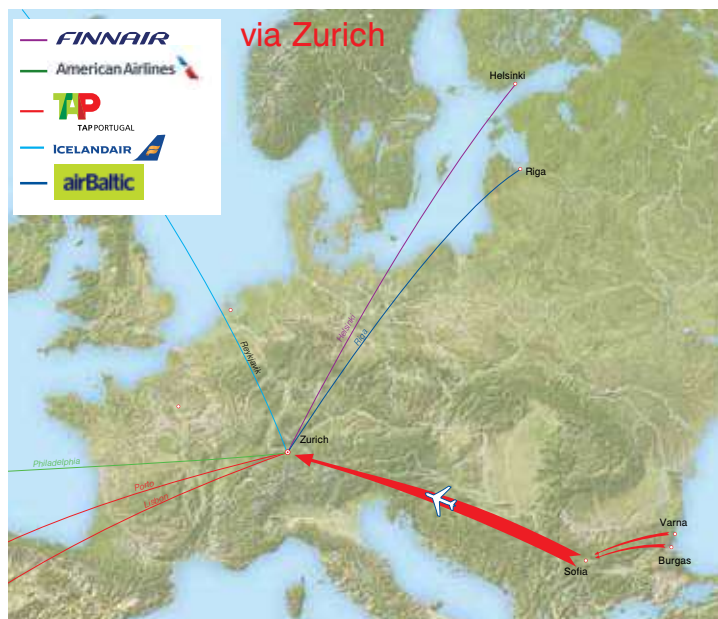 via Zurich
FINNAIR
American Airlines
TAP
TAP PORTUGAL
ICELANDAIR
airBaltic
Helsinki
Riga
Helsinki
Riga
Reykjavik
Zurich
Philadelphia
Porto
Lisbon
Varna
Burgas
Sofia